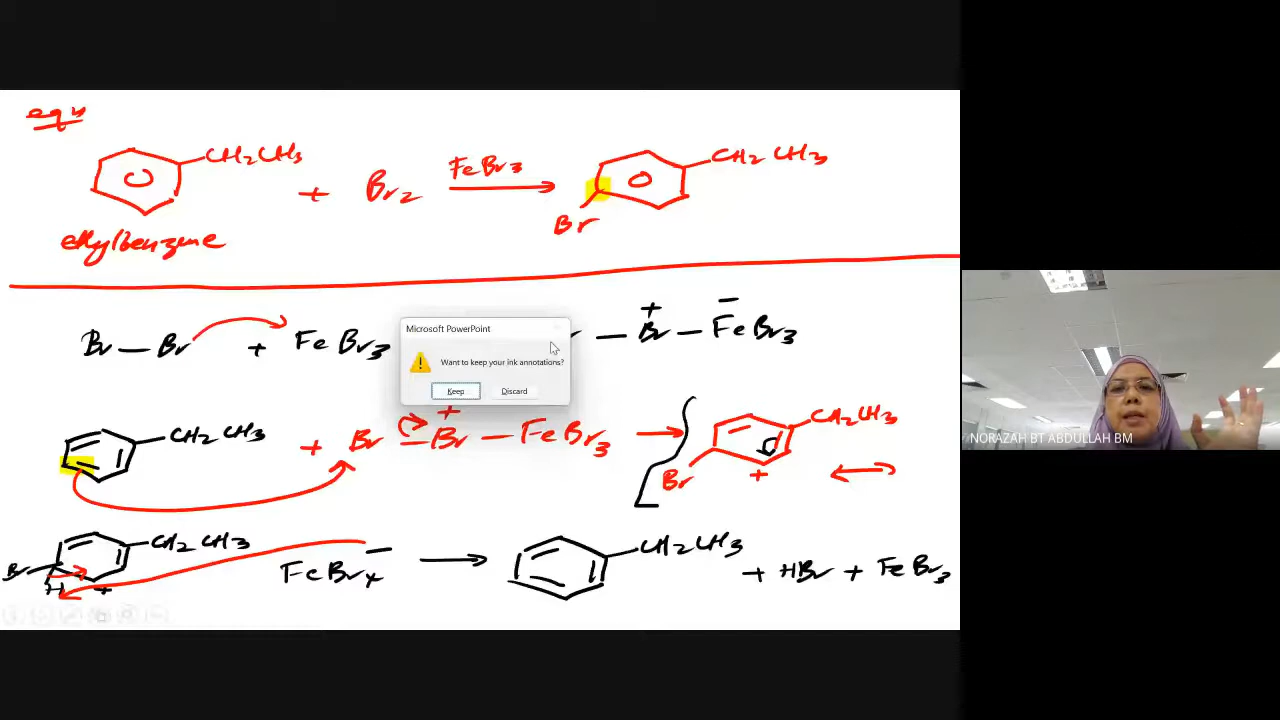 eqn
CH2CH3 + Br2 FeBr3 CH2CH3
Br
ethylbenzene
Br — Br + FeBr3 — Br — FeBr3
+ −
Microsoft PowerPoint
Want to keep your ink annotations?
Keep Discard
CH2CH3 + Br — Br — FeBr3 CH2CH3
+
Br +
Br H + CH2CH3 FeBr4 − CH2CH3 + HBr + FeBr3
NORAZAH BT ABDULLAH BM